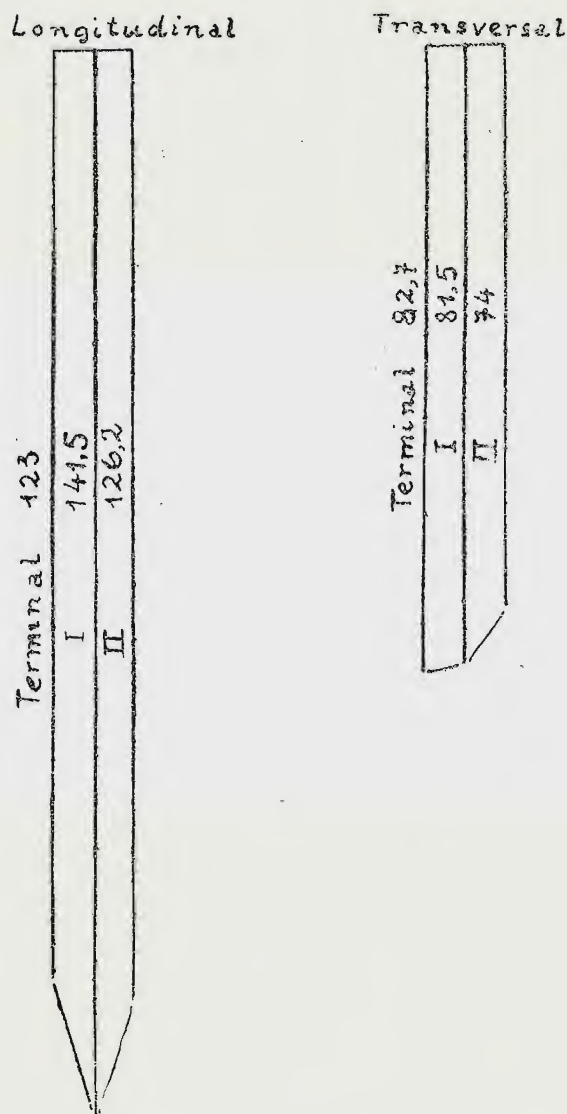 Longitudinal
Terminal 123
I 141,5
II 126,2
Transversal
Terminal 82,7
I 81,5
II 74